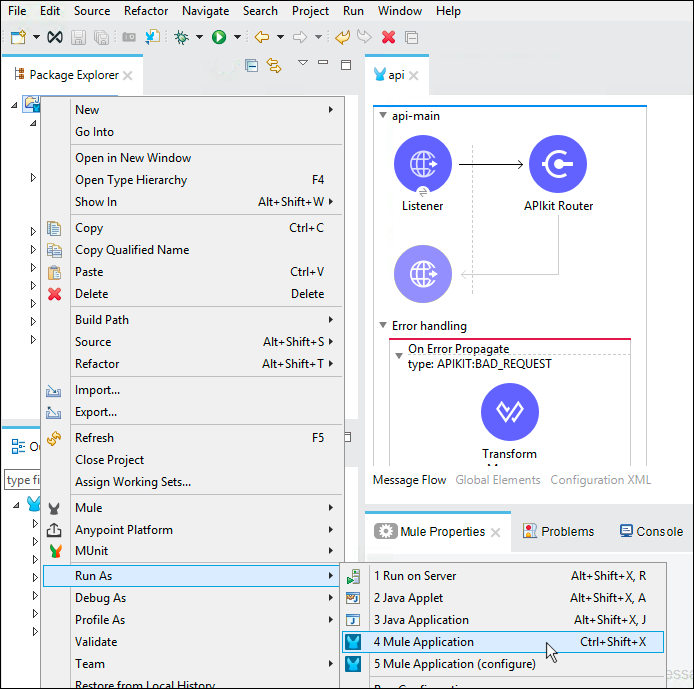 File Edit Source Refactor Navigate Search Project Run Window Help
Package Explorer
api
New
Go Into
Open in New Window
Open Type Hierarchy F4
Show In Alt+Shift+W
Copy Ctrl+C
Copy Qualified Name
Paste Ctrl+V
Delete Delete
Build Path
Source Alt+Shift+S
Refactor Alt+Shift+T
Import...
Export...
Refresh F5
Close Project
Assign Working Sets...
Mule
Anypoint Platform
MUnit
Run As
Debug As
Profile As
Validate
Team
Restore from Local History
type fi
api-main
Listener
APIkit Router
Error handling
On Error Propagate
type: APIKIT:BAD_REQUEST
Transform
Message Flow Global Elements Configuration XML
Mule Properties Problems Console
1 Run on Server Alt+Shift+X, R
2 Java Applet Alt+Shift+X, A
3 Java Application Alt+Shift+X, J
4 Mule Application Ctrl+Shift+X
5 Mule Application (configure)